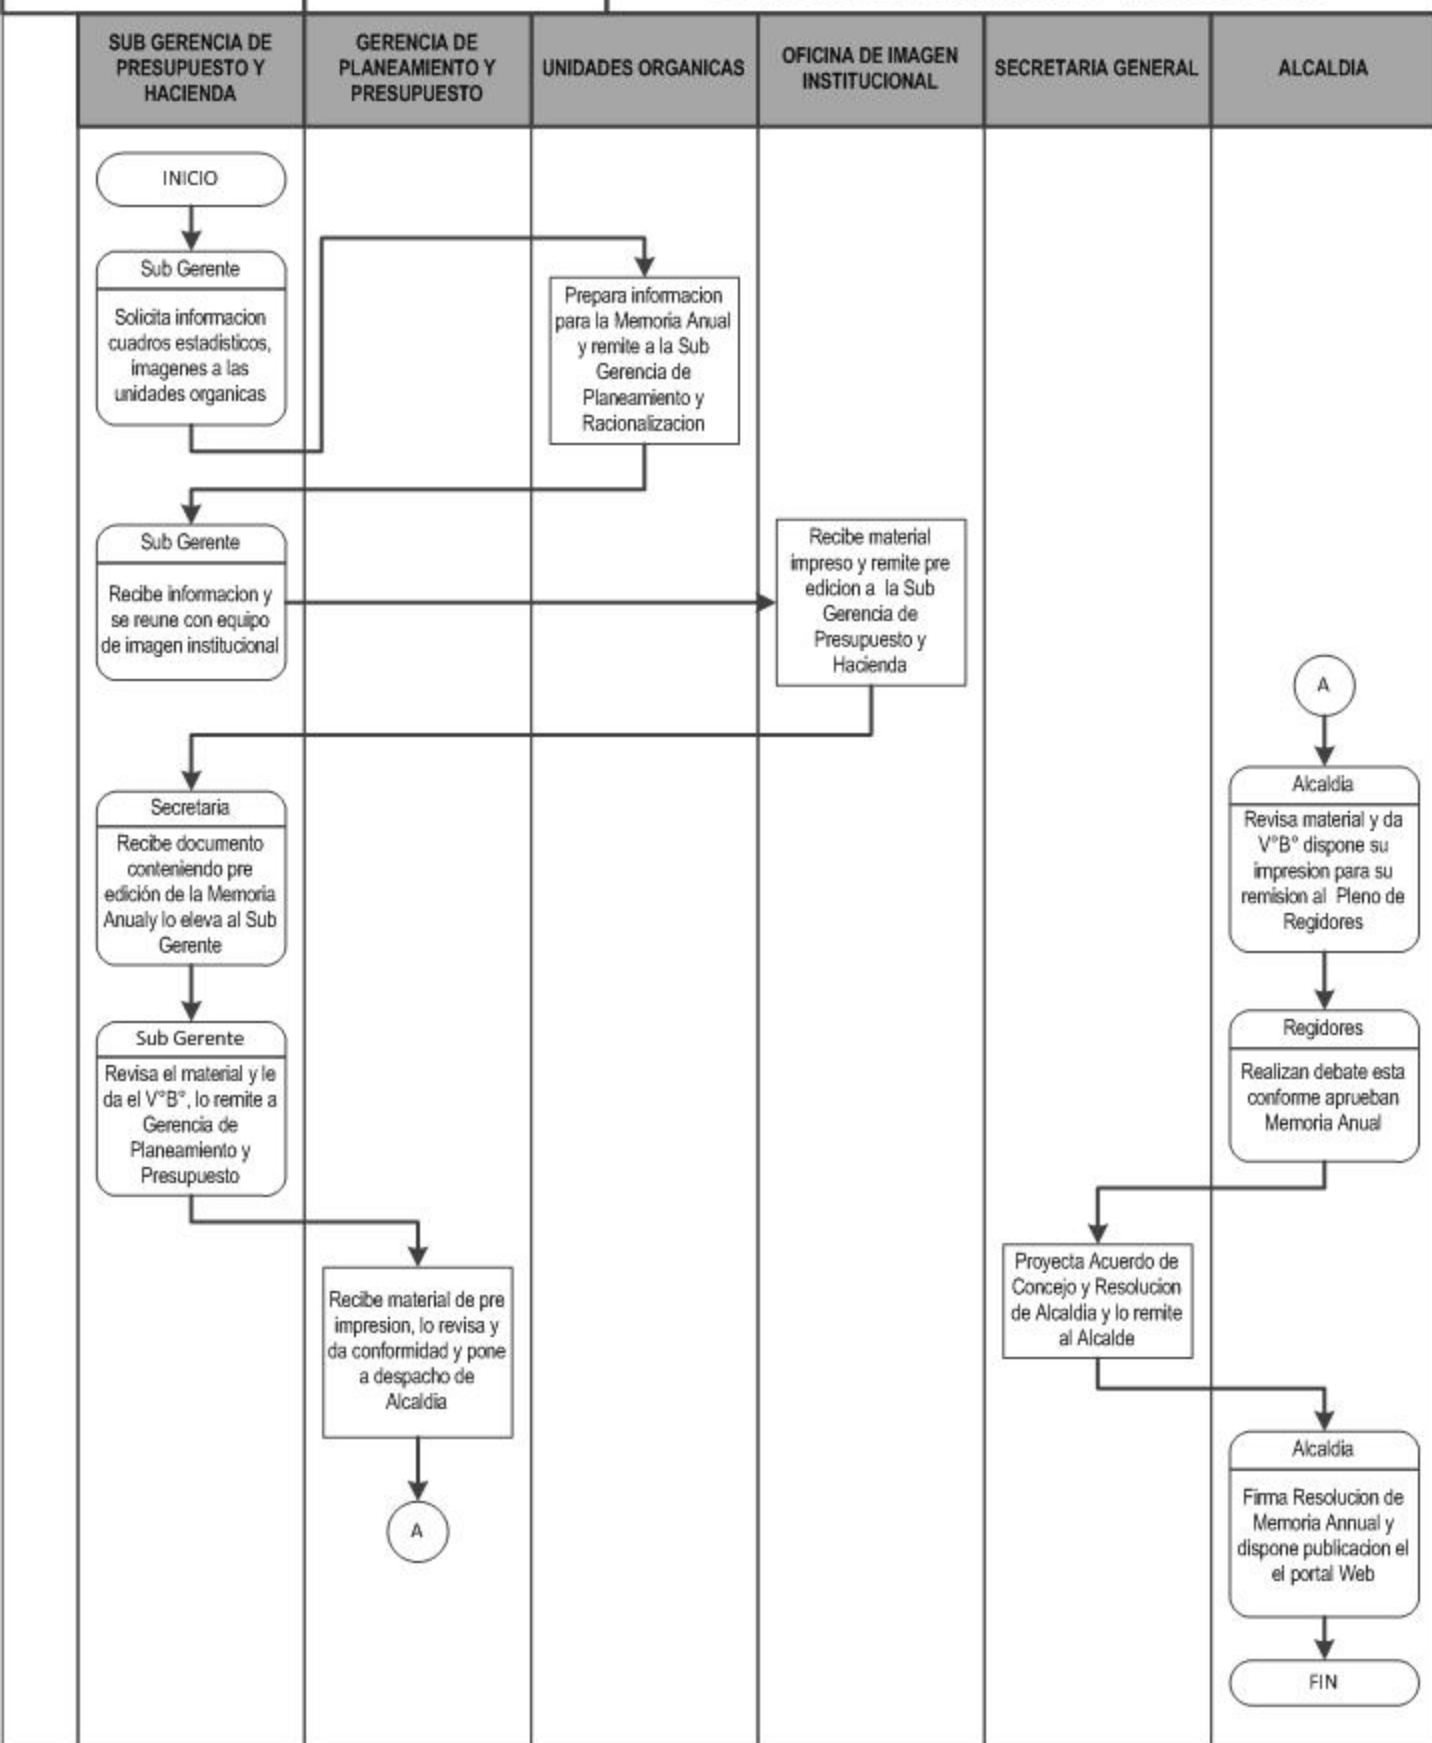 SUB GERENCIA DE
PRESUPUESTO Y
HACIENDA
GERENCIA DE
PLANEAMIENTO Y
PRESUPUESTO
UNIDADES ORGANICAS
OFICINA DE IMAGEN
INSTITUCIONAL
SECRETARIA GENERAL
ALCALDIA
INICIO
Sub Gerente
Solicita informacion
cuadros estadisticos,
imagenes a las
unidades organicas
Prepara informacion
para la Memoria Anual
y remite a la Sub
Gerencia de
Planeamiento y
Racionalizacion
Sub Gerente
Recibe informacion y
se reune con equipo
de imagen institucional
Recibe material
impreso y remite pre
edicion a la Sub
Gerencia de
Presupuesto y
Hacienda
Secretaria
Recibe documento
conteniendo pre
edición de la Memoria
Anualy lo eleva al Sub
Gerente
Sub Gerente
Revisa el material y le
da el V°B°, lo remite a
Gerencia de
Planeamiento y
Presupuesto
Recibe material de pre
impresion, lo revisa y
da conformidad y pone
a despacho de
Alcaldia
A
A
Alcaldia
Revisa material y da
V°B° dispone su
impresion para su
remision al Pleno de
Regidores
Regidores
Realizan debate esta
conforme aprueban
Memoria Anual
Proyecta Acuerdo de
Concejo y Resolucion
de Alcaldia y lo remite
al Alcalde
Alcaldia
Firma Resolucion de
Memoria Annual y
dispone publicacion el
el portal Web
FIN